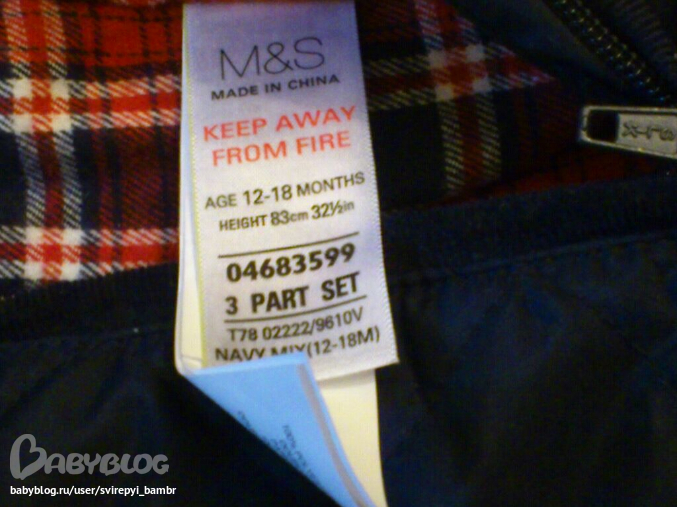 M&S
MADE IN CHINA
KEEP AWAY
FROM FIRE
AGE 12-18 MONTHS
HEIGHT 83cm 32½in
04683599
3 PART SET
T78 02222/9610V
NAVY MIX(12-18M)
BABYBLOG
babyblog.ru/user/svirepyi_bambr